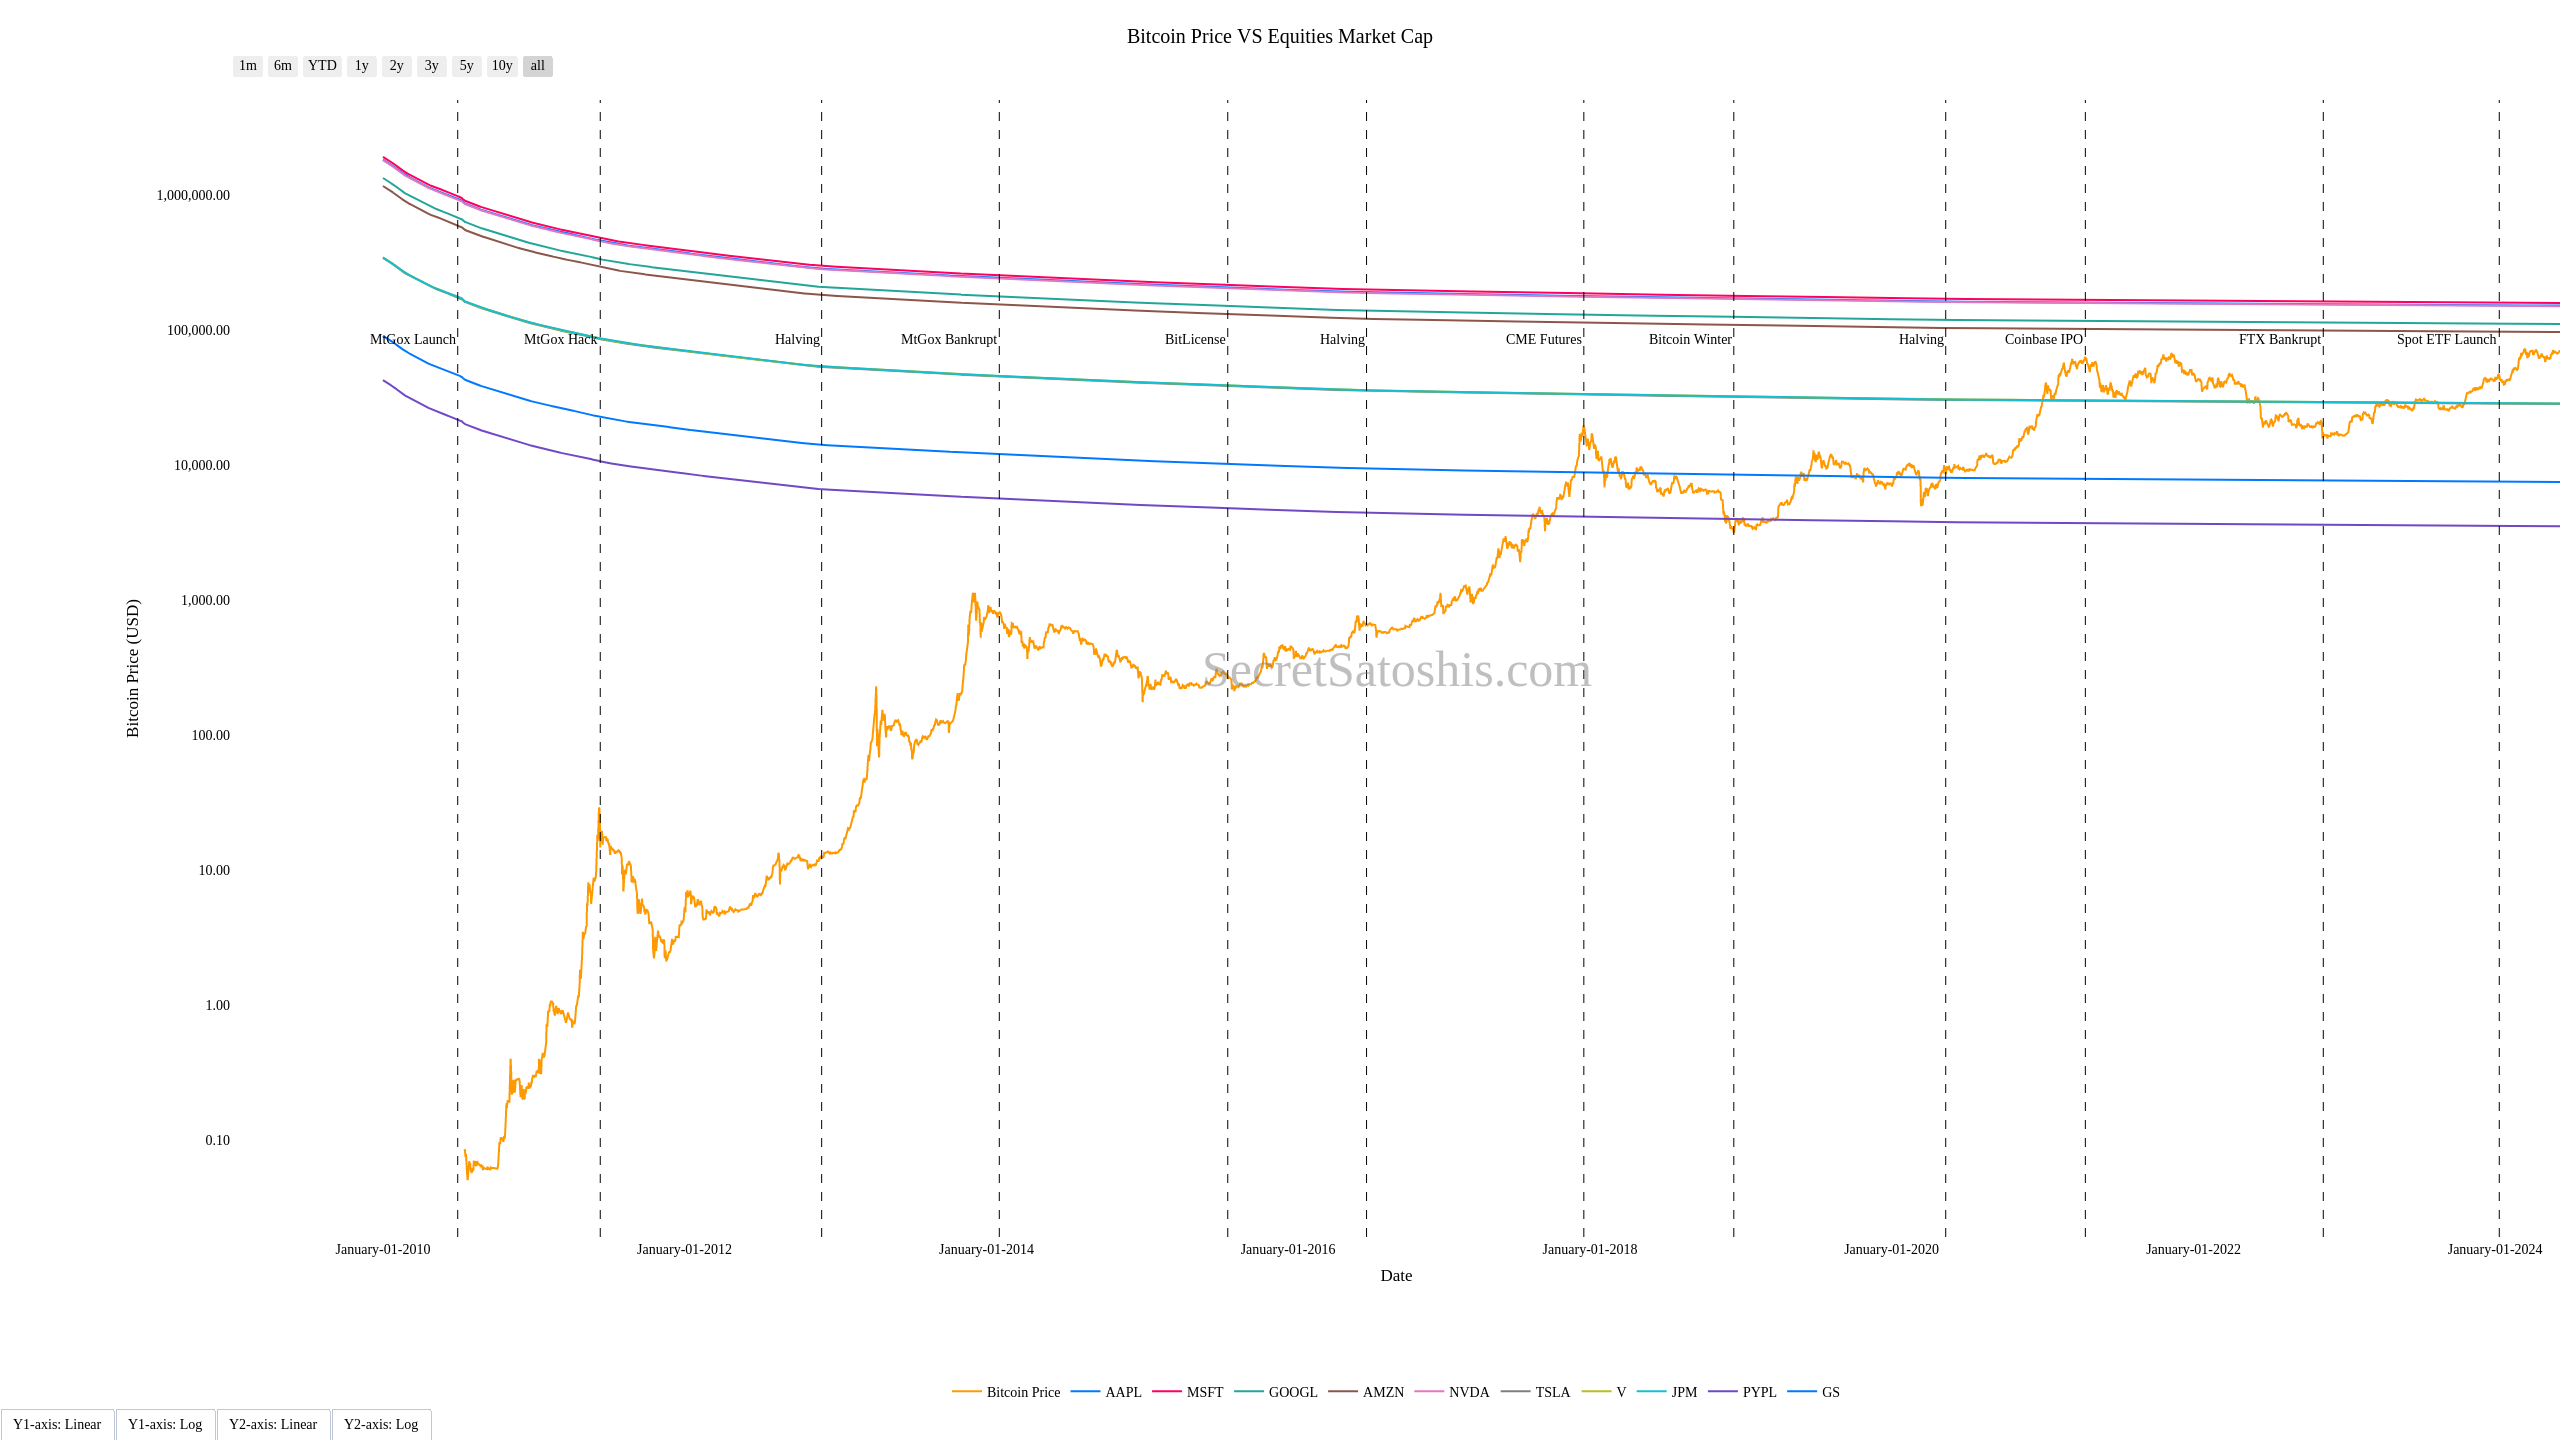 Bitcoin Price VS Equities Market Cap
1m 6m YTD 1y 2y 3y 5y 10y all
1,000,000.00
100,000.00
MtGox Launch MtGox Hack Halving MtGox Bankrupt BitLicense Halving CME Futures Bitcoin Winter Halving Coinbase IPO FTX Bankrupt Spot ETF Launch
10,000.00
1,000.00
Bitcoin Price (USD)
SecretSatoshis.com
100.00
10.00
1.00
0.10
January-01-2010 January-01-2012 January-01-2014 January-01-2016 January-01-2018 January-01-2020 January-01-2022 January-01-2024
Date
Bitcoin Price AAPL MSFT GOOGL AMZN NVDA TSLA V JPM PYPL GS
Y1-axis: Linear Y1-axis: Log Y2-axis: Linear Y2-axis: Log